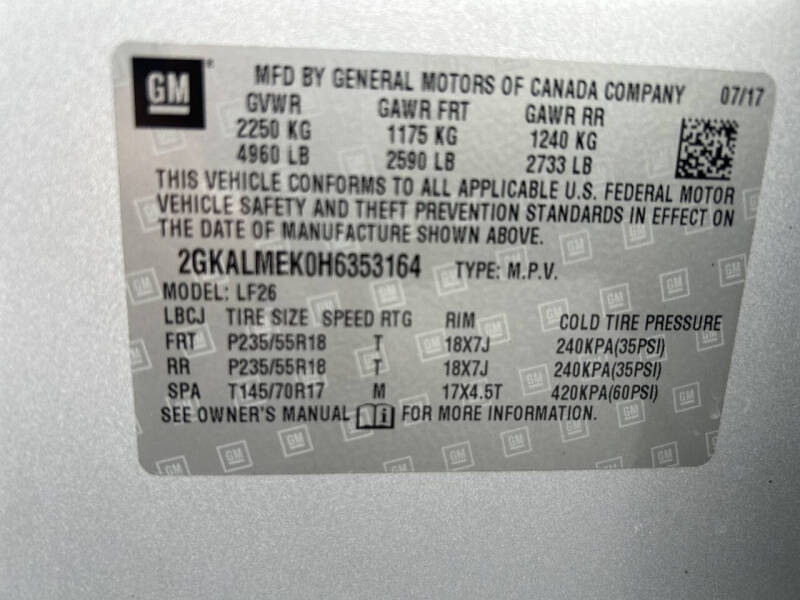 GM ® MFD BY GENERAL MOTORS OF CANADA COMPANY 07/17
GVWR GAWR FRT GAWR RR
2250 KG 1175 KG 1240 KG
4960 LB 2590 LB 2733 LB
THIS VEHICLE CONFORMS TO ALL APPLICABLE U.S. FEDERAL MOTOR
VEHICLE SAFETY AND THEFT PREVENTION STANDARDS IN EFFECT ON
THE DATE OF MANUFACTURE SHOWN ABOVE.
2GKALMEK0H6353164 TYPE: M.P.V.
MODEL: LF26
LBCJ TIRE SIZE SPEED RTG RIM COLD TIRE PRESSURE
FRT P235/55R18 T 18X7J 240KPA(35PSI)
RR P235/55R18 T 18X7J 240KPA(35PSI)
SPA T145/70R17 M 17X4.5T 420KPA(60PSI)
SEE OWNER'S MANUAL i FOR MORE INFORMATION.